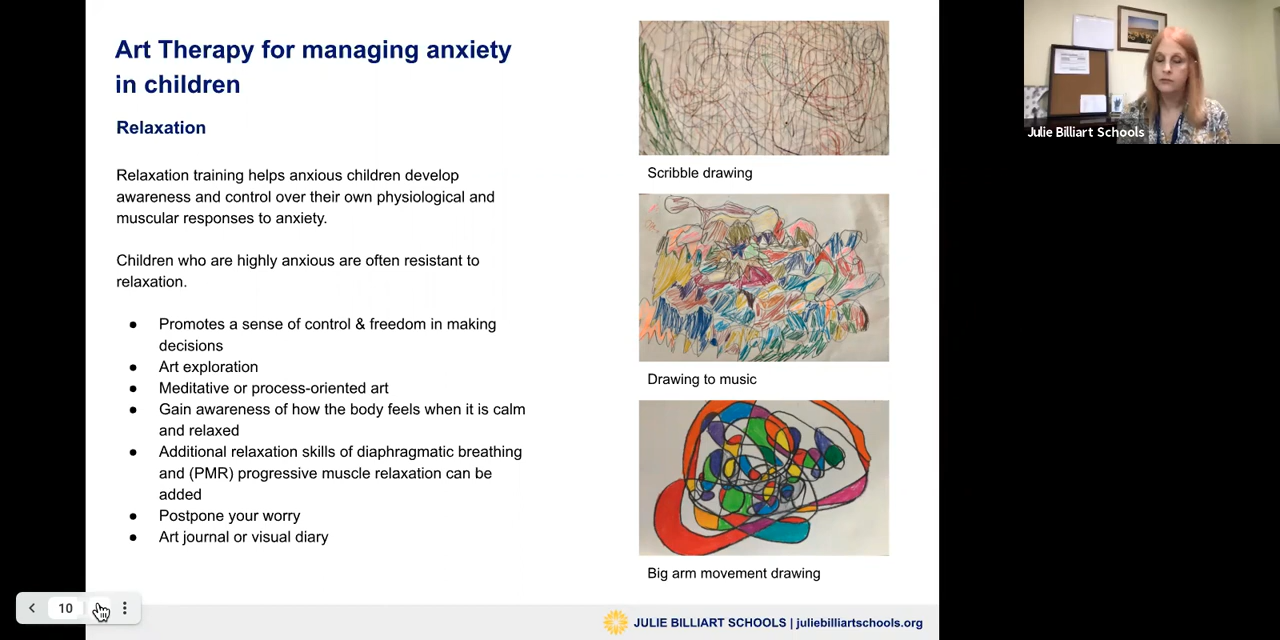 Art Therapy for managing anxiety
in children
Relaxation
Relaxation training helps anxious children develop
awareness and control over their own physiological and
muscular responses to anxiety.
Children who are highly anxious are often resistant to
relaxation.
● Promotes a sense of control & freedom in making
decisions
● Art exploration
● Meditative or process-oriented art
● Gain awareness of how the body feels when it is calm
and relaxed
● Additional relaxation skills of diaphragmatic breathing
and (PMR) progressive muscle relaxation can be
added
● Postpone your worry
● Art journal or visual diary
Scribble drawing
Drawing to music
Big arm movement drawing
10
JULIE BILLIART SCHOOLS | juliebilliartschools.org
Julie Billiart Schools